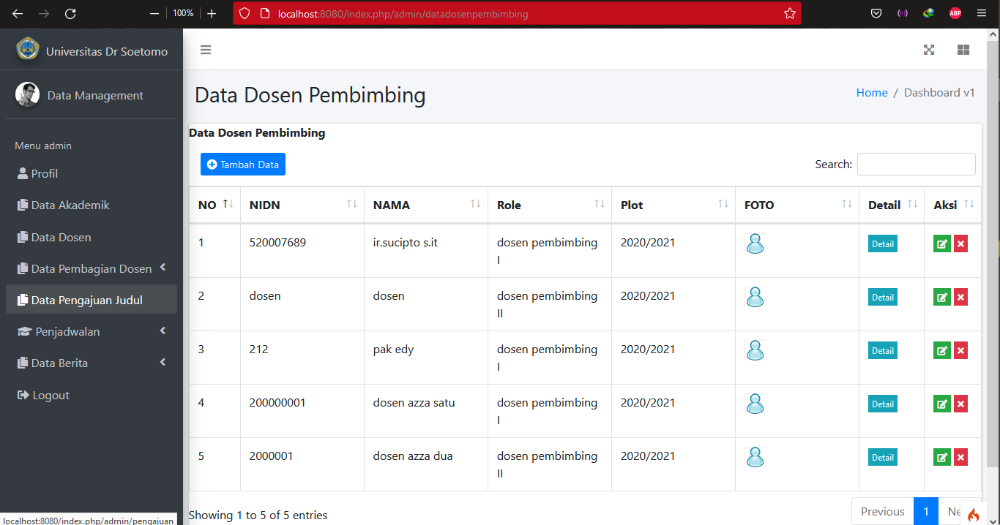 100%
localhost:8080/index.php/admin/datadosenpembimbing
ABP
Universitas Dr Soetomo
Data Management
Menu admin
Profil
Data Akademik
Data Dosen
Data Pembagian Dosen
Data Pengajuan Judul
Penjadwalan
Data Berita
Logout
Data Dosen Pembimbing
Home / Dashboard v1
Data Dosen Pembimbing
Tambah Data
Search:
NO NIDN NAMA Role Plot FOTO Detail Aksi
1 520007689 ir.sucipto s.it dosen pembimbing 2020/2021 Detail
I
2 dosen dosen dosen pembimbing 2020/2021 Detail
II
3 212 pak edy dosen pembimbing 2020/2021 Detail
I
4 200000001 dosen azza satu dosen pembimbing 2020/2021 Detail
I
5 2000001 dosen azza dua dosen pembimbing 2020/2021 Detail
II
Showing 1 to 5 of 5 entries
Previous 1
localhost:8080/index.php/admin/pengajuan